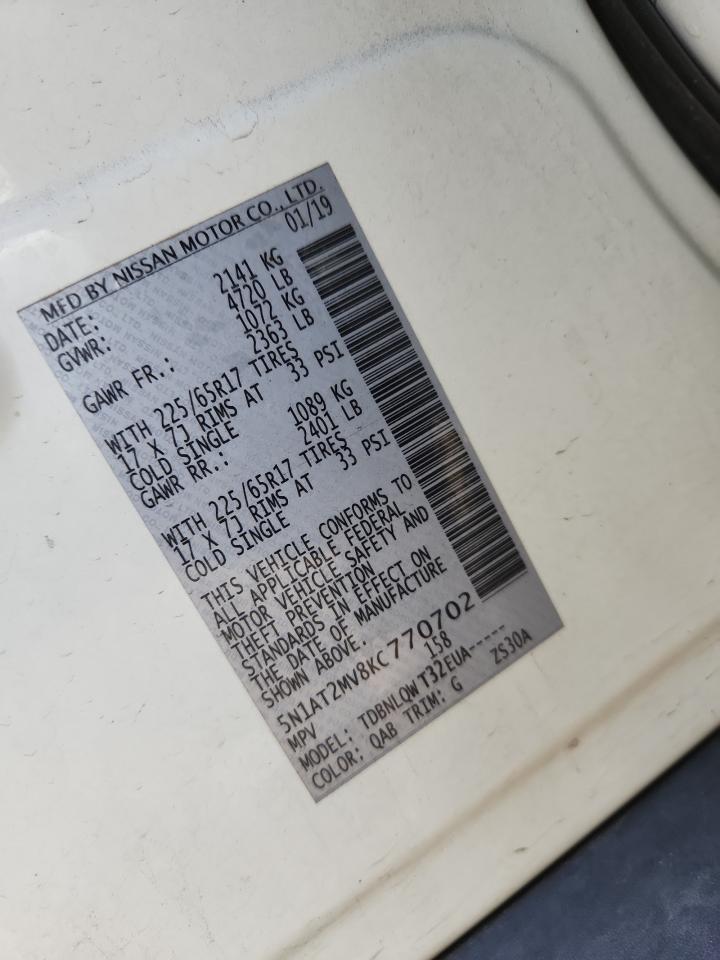 MFD BY NISSAN MOTOR CO., LTD.
DATE: 01/19
GVWR: 2141 KG
4720 LB
GAWR FR.: 1072 KG
2363 LB
WITH 225/65R17 TIRES
17 X 7J RIMS AT 33 PSI
COLD SINGLE
GAWR RR.: 1089 KG
2401 LB
WITH 225/65R17 TIRES
17 X 7J RIMS AT 33 PSI
COLD SINGLE
THIS VEHICLE CONFORMS TO
ALL APPLICABLE FEDERAL
MOTOR VEHICLE SAFETY AND
THEFT PREVENTION
STANDARDS IN EFFECT ON
THE DATE OF MANUFACTURE
SHOWN ABOVE.
5N1AT2MV8KC770702
MPV 158
MODEL: TDBNLQWT32EUA-----
COLOR: QAB TRIM: G ZS30A